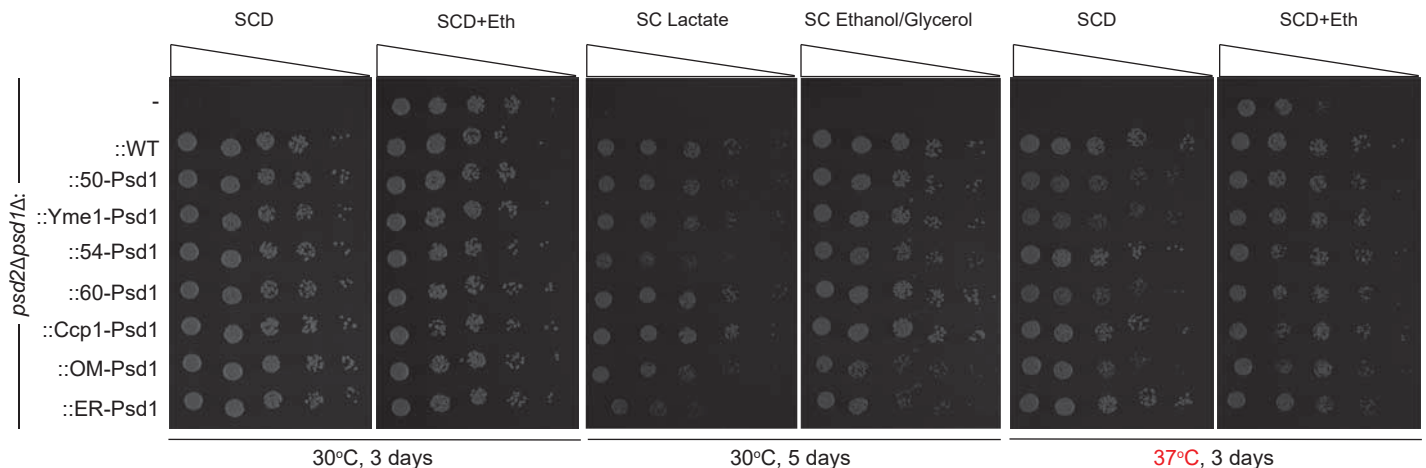 SCD SCD+Eth SC Lactate SC Ethanol/Glycerol SCD SCD+Eth
psd2Δpsd1Δ:
-
::WT
::50-Psd1
::Yme1-Psd1
::54-Psd1
::60-Psd1
::Ccp1-Psd1
::OM-Psd1
::ER-Psd1
30°C, 3 days 30°C, 5 days 37°C, 3 days